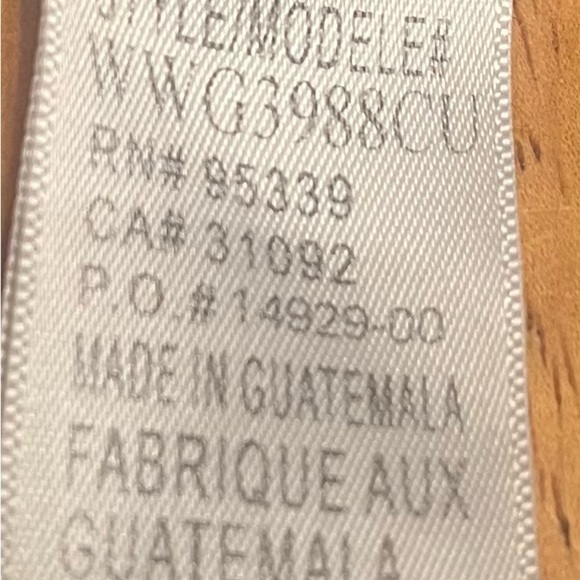 STYLE/MODELE#
WWG3988CU
RN# 95339
CA# 31092
P.O.# 14929-00
MADE IN GUATEMALA
FABRIQUE AUX
GUATEMALA